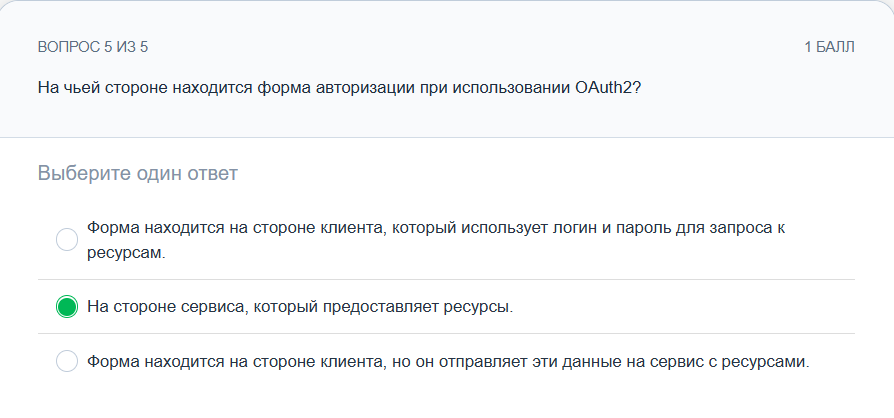 ВОПРОС 5 ИЗ 5
1 БАЛЛ
На чьей стороне находится форма авторизации при использовании OAuth2?
Выберите один ответ
Форма находится на стороне клиента, который использует логин и пароль для запроса к
ресурсам.
На стороне сервиса, который предоставляет ресурсы.
Форма находится на стороне клиента, но он отправляет эти данные на сервис с ресурсами.